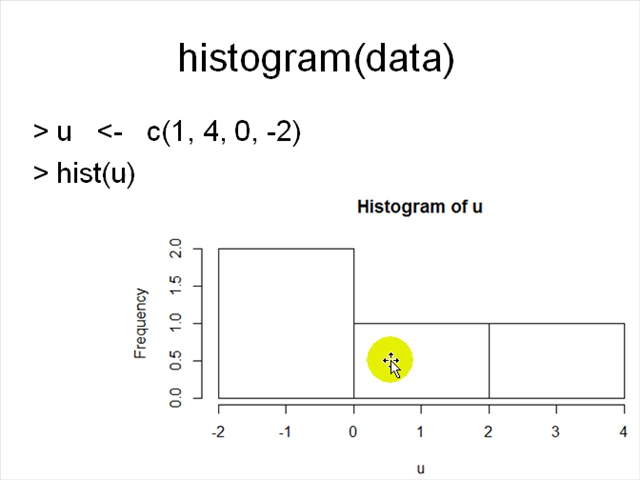 histogram(data)
> u <- c(1, 4, 0, -2)
> hist(u)
Histogram of u
Frequency
2.0
1.5
1.0
0.5
0.0
-2 -1 0 1 2 3 4
u